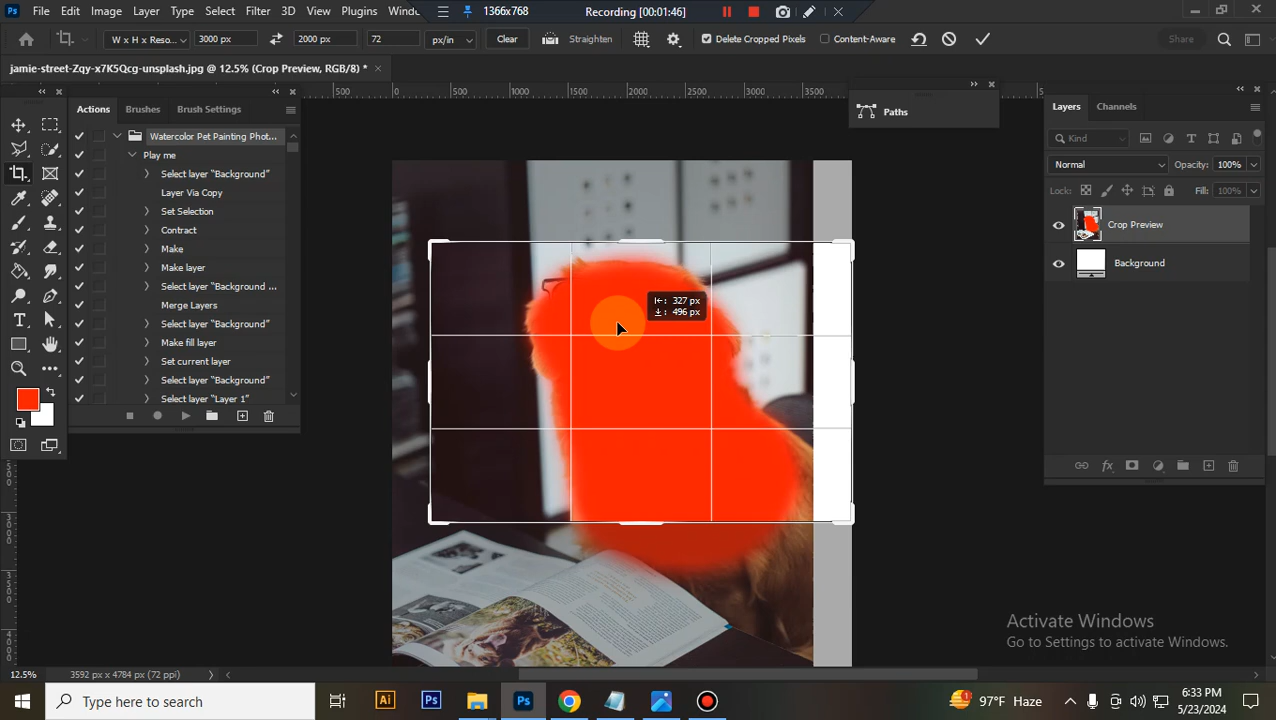 Ps File Edit Image Layer Type Select Filter 3D View Plugins Wind
1366x768
Recording [00:01:46]
W x H x Reso...
3000 px
2000 px
72
px/in
Clear
Straighten
Delete Cropped Pixels
Content-Aware
Share
jamie-street-Zqy-x7K5Qcg-unsplash.jpg @ 12.5% (Crop Preview, RGB/8) *
500 0 500 1000 1500 2000 2500 3000 3500
Actions Brushes Brush Settings
Watercolor Pet Painting Phot...
Play me
Select layer "Background"
Layer Via Copy
Set Selection
Contract
Make
Make layer
Select layer "Background ...
Merge Layers
Select layer "Background"
Make fill layer
Set current layer
Select layer "Background"
Select layer "Layer 1"
Paths
327 px
496 px
Layers Channels
Kind
Normal
Opacity: 100%
Lock:
Fill: 100%
Crop Preview
Background
Activate Windows
Go to Settings to activate Windows.
12.5%
3592 px x 4784 px (72 ppi)
Type here to search
Ai
Ps
Ps
97°F Haze
6:33 PM
5/23/2024